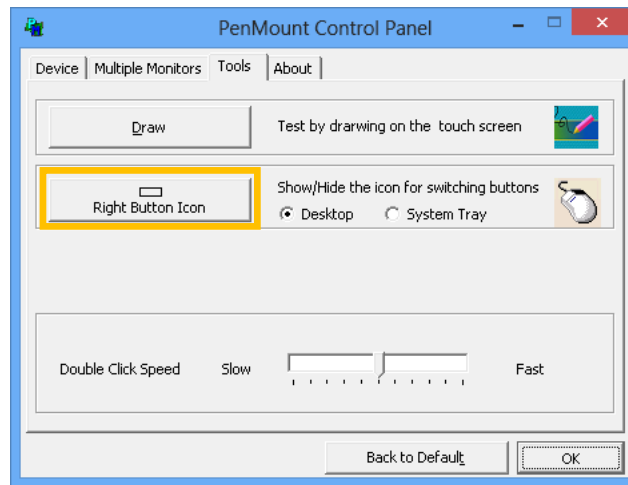 PenMount Control Panel
Device Multiple Monitors Tools About
Draw Test by drarwing on the touch screen
Show/Hide the icon for switching buttons
Right Button Icon Desktop System Tray
Double Click Speed Slow Fast
Back to Default OK